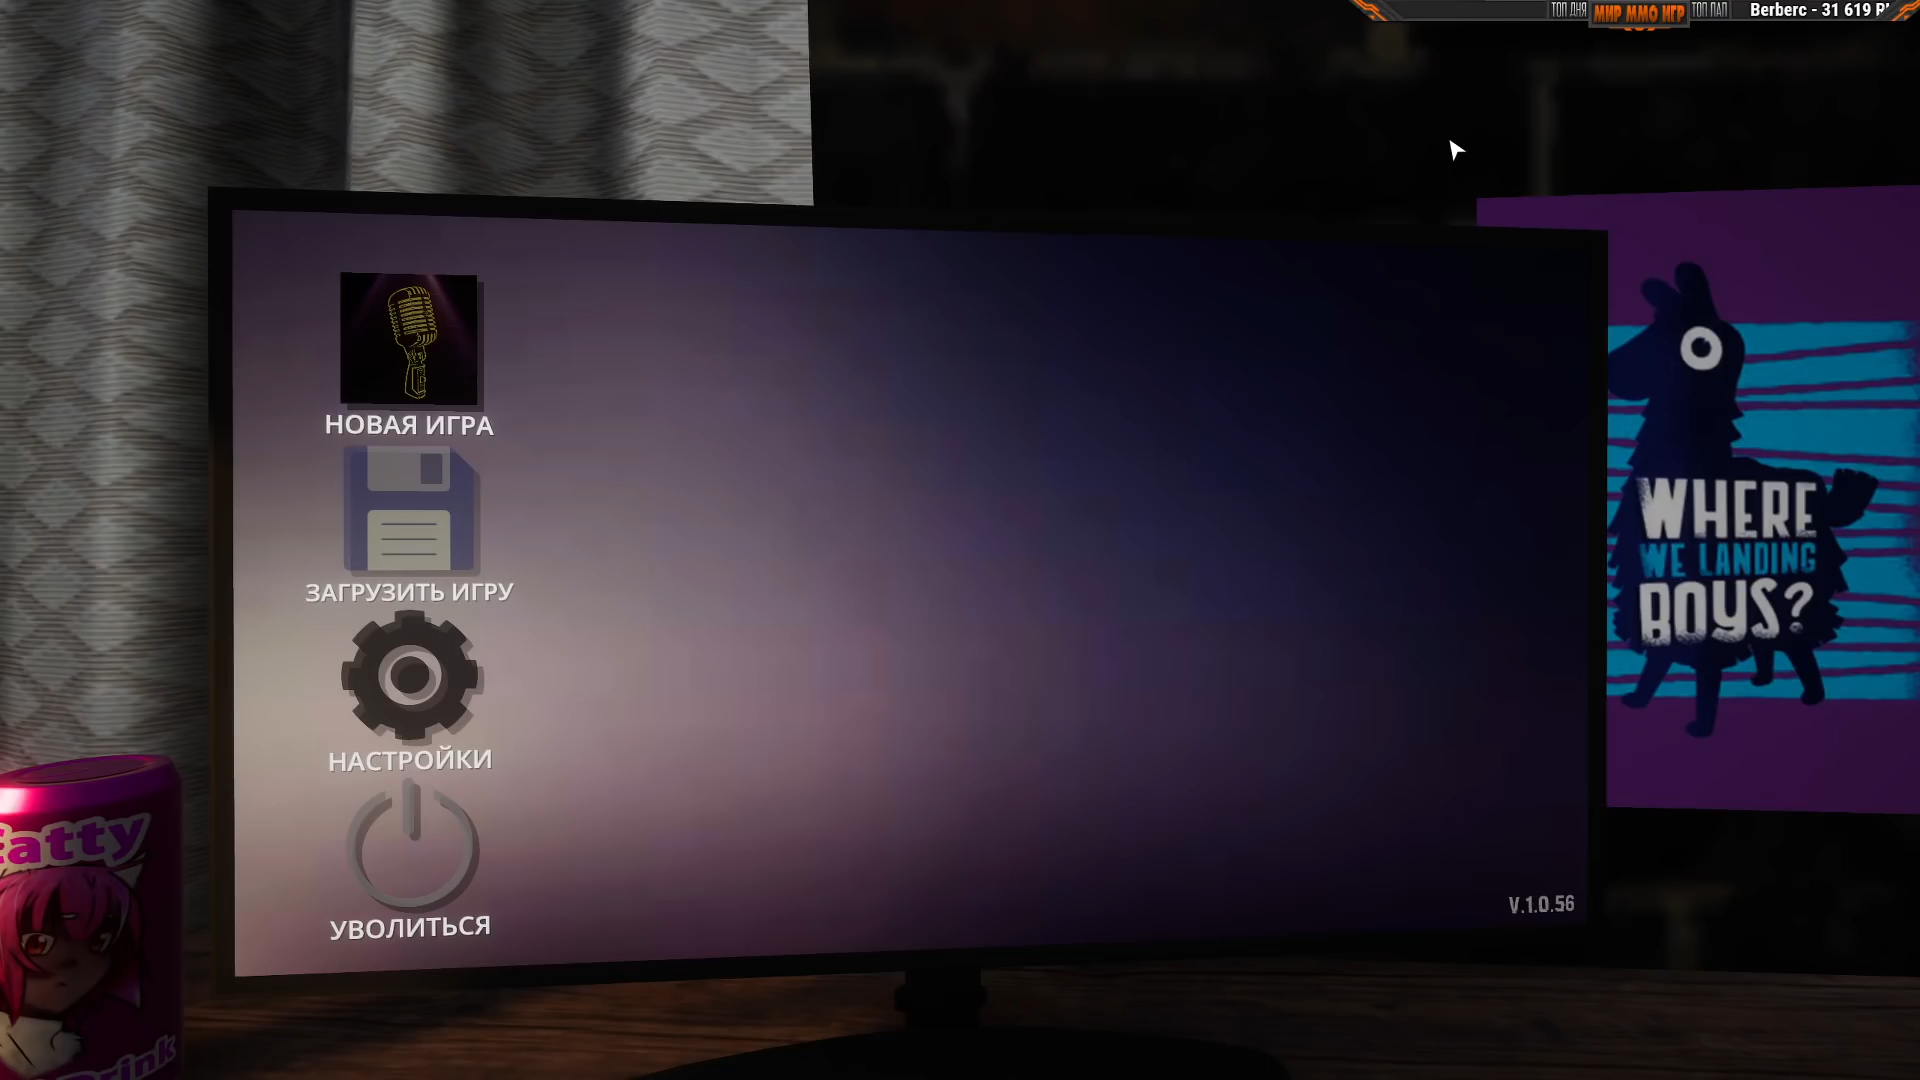 ТОП ДНЯ
МИР ММО ИГР
ТОП ПАП
Berberc - 31 619
НОВАЯ ИГРА
ЗАГРУЗИТЬ ИГРУ
НАСТРОЙКИ
УВОЛИТЬСЯ
V.1.0.56
WHERE
WE LANDING
BOYS?
atty
Drink